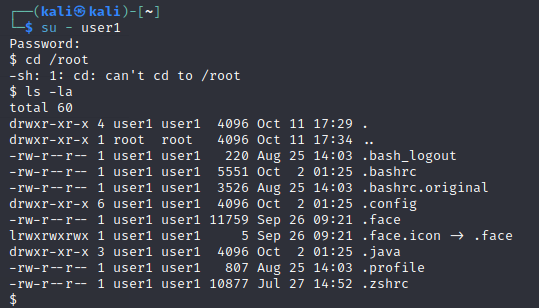 ┌──(kali㉿kali)-[~]
└─$ su - user1
Password:
$ cd /root
-sh: 1: cd: can't cd to /root
$ ls -la
total 60
drwxr-xr-x 4 user1 user1  4096 Oct 11 17:29 .
drwxr-xr-x 1 root  root   4096 Oct 11 17:34 ..
-rw-r--r-- 1 user1 user1   220 Aug 25 14:03 .bash_logout
-rw-r--r-- 1 user1 user1  5551 Oct  2 01:25 .bashrc
-rw-r--r-- 1 user1 user1  3526 Aug 25 14:03 .bashrc.original
drwxr-xr-x 6 user1 user1  4096 Oct  2 01:25 .config
-rw-r--r-- 1 user1 user1 11759 Sep 26 09:21 .face
lrwxrwxrwx 1 user1 user1     5 Sep 26 09:21 .face.icon -> .face
drwxr-xr-x 3 user1 user1  4096 Oct  2 01:25 .java
-rw-r--r-- 1 user1 user1   807 Aug 25 14:03 .profile
-rw-r--r-- 1 user1 user1 10877 Jul 27 14:52 .zshrc
$